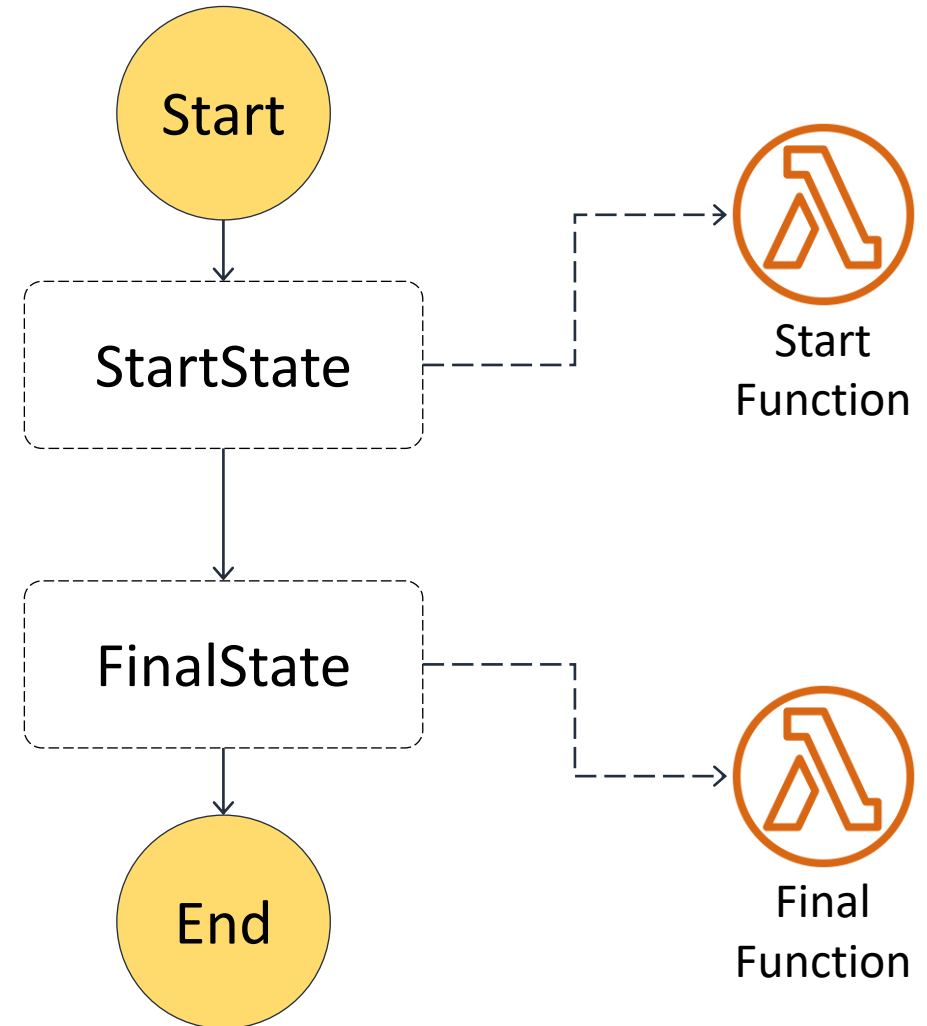 Start
StartState
Start
Function
FinalState
Final
Function
End